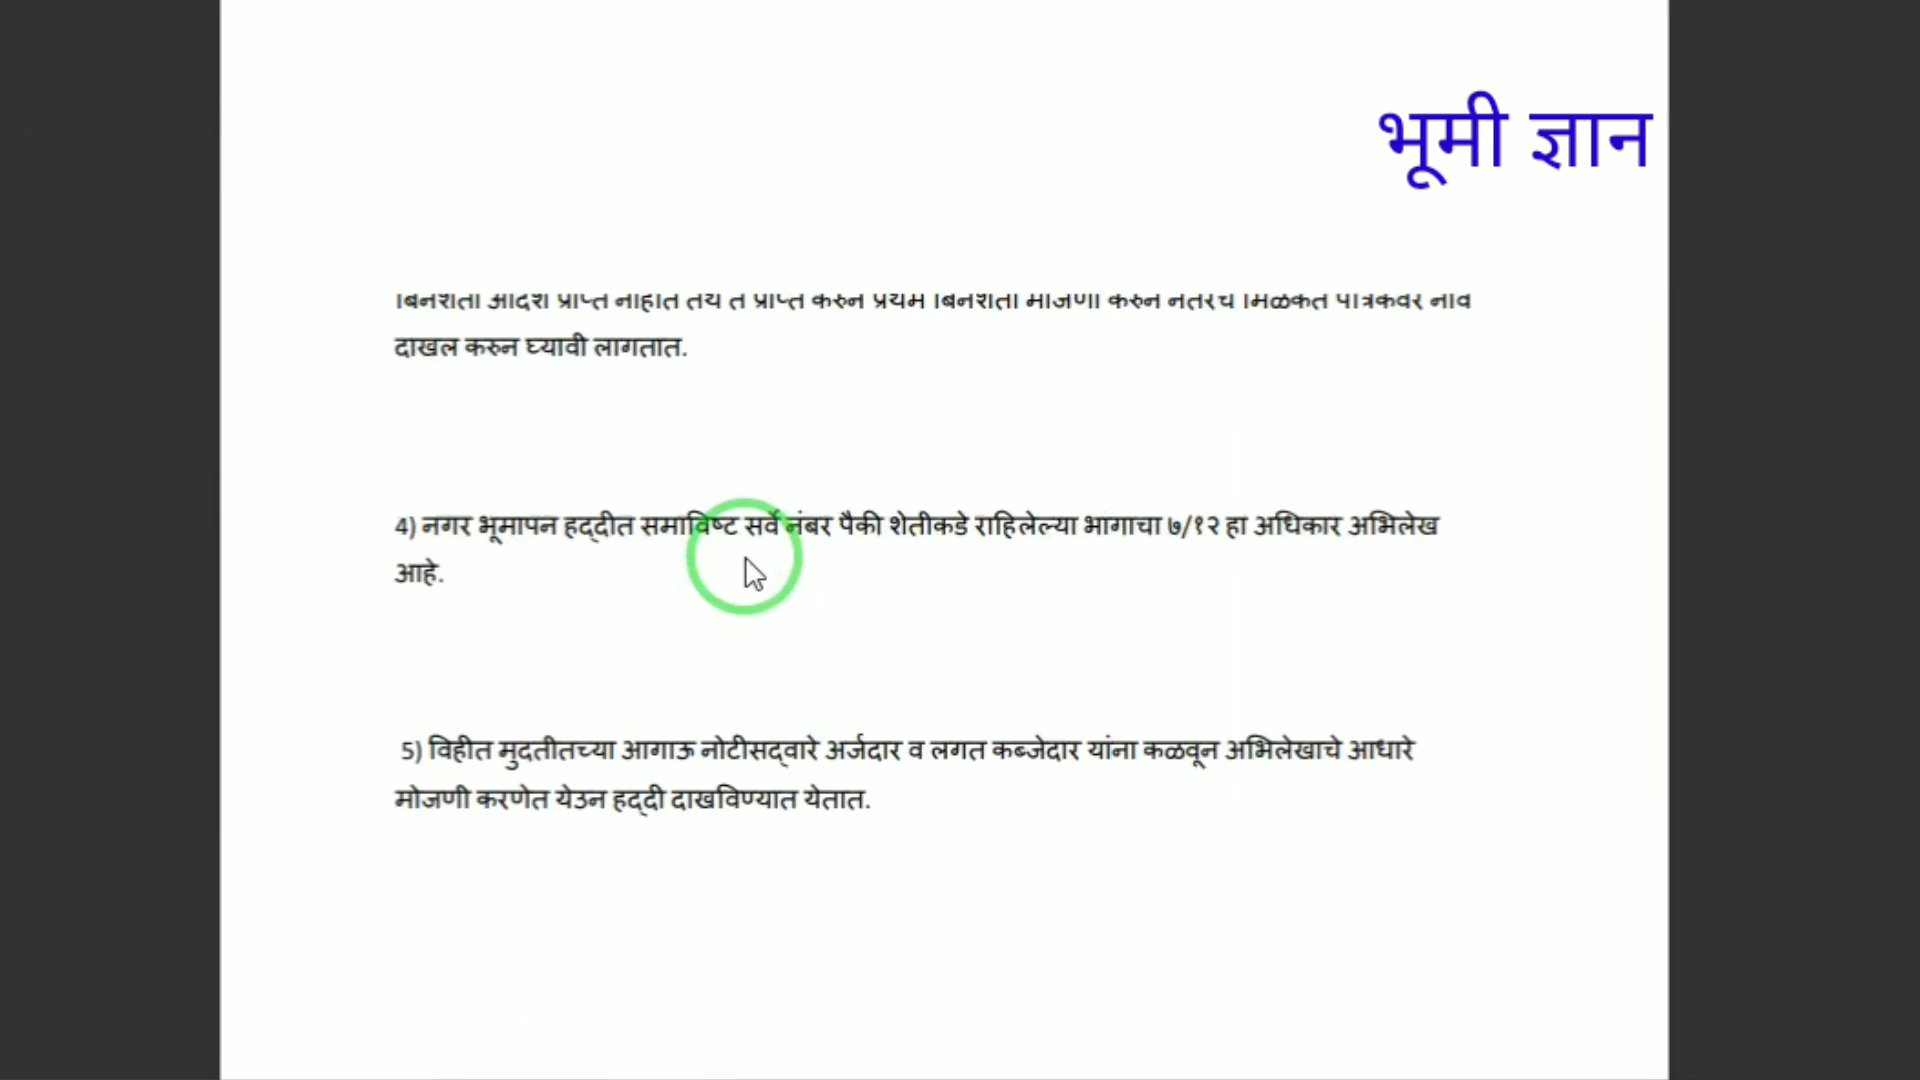 भूमी ज्ञान
बिनशेती आदेश प्राप्त नाहीत तेथे ते प्राप्त करुन प्रथम बिनशेती मोजणी करुन नंतरच मिळकत पत्रिकेवर नावे
दाखल करुन घ्यावी लागतात.
4) नगर भूमापन हद्दीत समाविष्ट सर्वे नंबर पैकी शेतीकडे राहिलेल्या भागाचा ७/१२ हा अधिकार अभिलेख
आहे.
5) विहीत मुदतीतच्या आगाऊ नोटीसद्वारे अर्जदार व लगत कब्जेदार यांना कळवून अभिलेखाचे आधारे
मोजणी करणेत येउन हद्दी दाखविण्यात येतात.